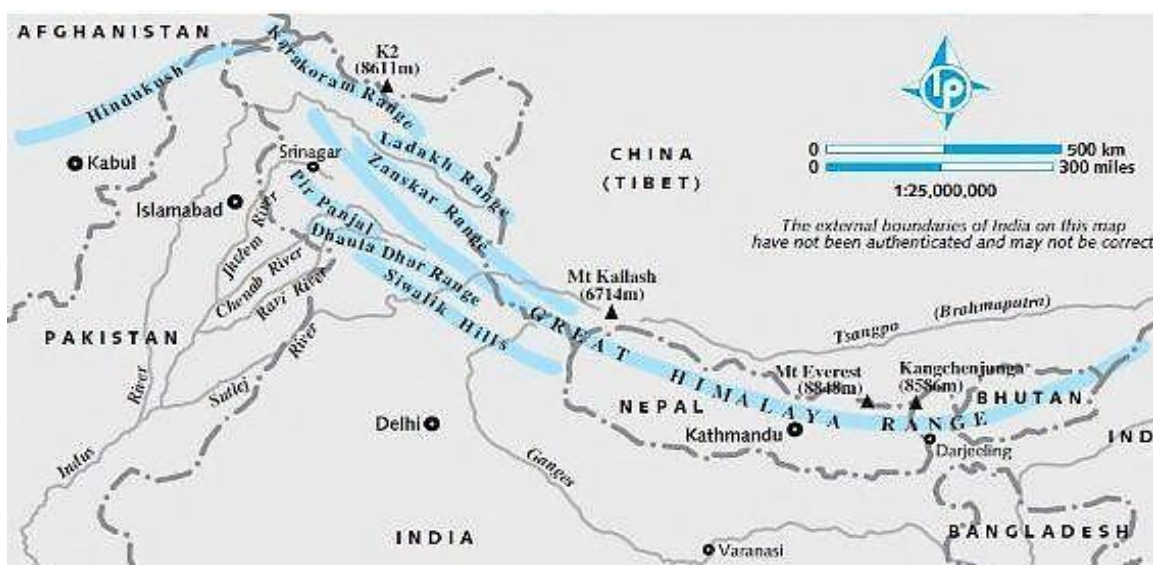 AFGHANISTAN
Hindukush
Karakoram Range
K2
(8611m)
Kabul
Srinagar
Islamabad
Ladakh Range
Zanskar Range
Pir Panjal
Dhaula Dhar Range
Siwalik Hills
Jhelem River
Chenab River
Ravi River
PAKISTAN
River
Sutlej
River
Indus
CHINA
(TIBET)
lp
0 500 km
0 300 miles
1:25,000,000
The external boundaries of India on this map
have not been authenticated and may not be correct
Mt Kailash
(6714m)
Tsangpo (Brahmaputra)
GREAT HIMALAYA RANGE
Mt Everest
(8848m)
Kangchenjunga
(8586m)
BHUTAN
NEPAL
Kathmandu
Darjeeling
IND
Delhi
Ganges
INDIA
Varanasi
BANGLADESH